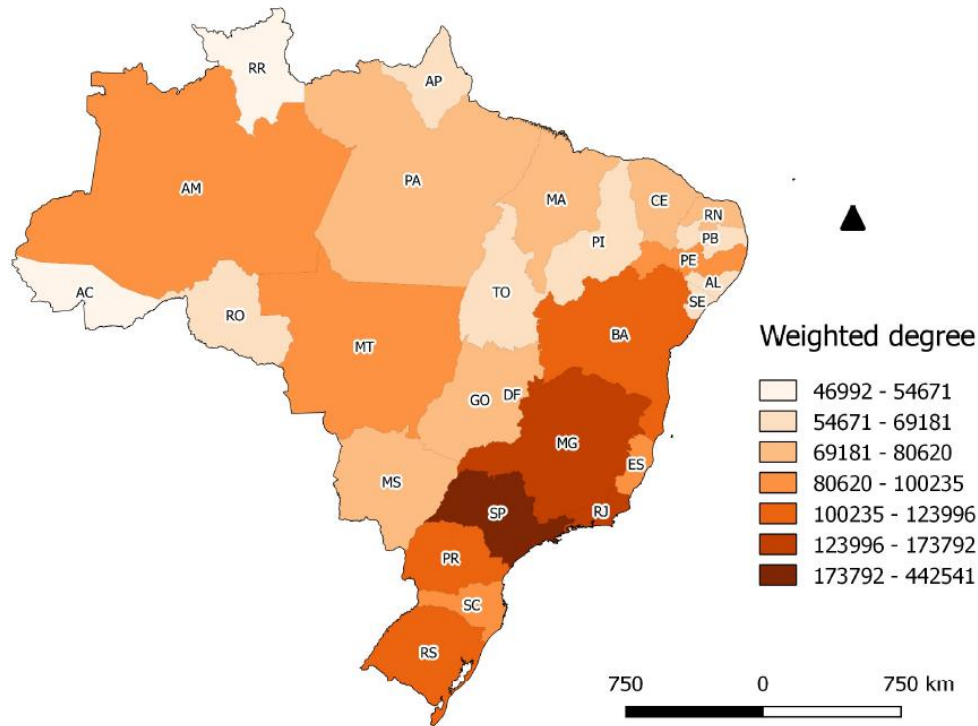 RR
AP
AM
PA
MA
CE
RN
PB
PI
PE
AL
SE
AC
RO
TO
BA
MT
GO
DF
MG
ES
MS
SP
RJ
PR
SC
RS
Weighted degree
46992 - 54671
54671 - 69181
69181 - 80620
80620 - 100235
100235 - 123996
123996 - 173792
173792 - 442541
750 0 750 km